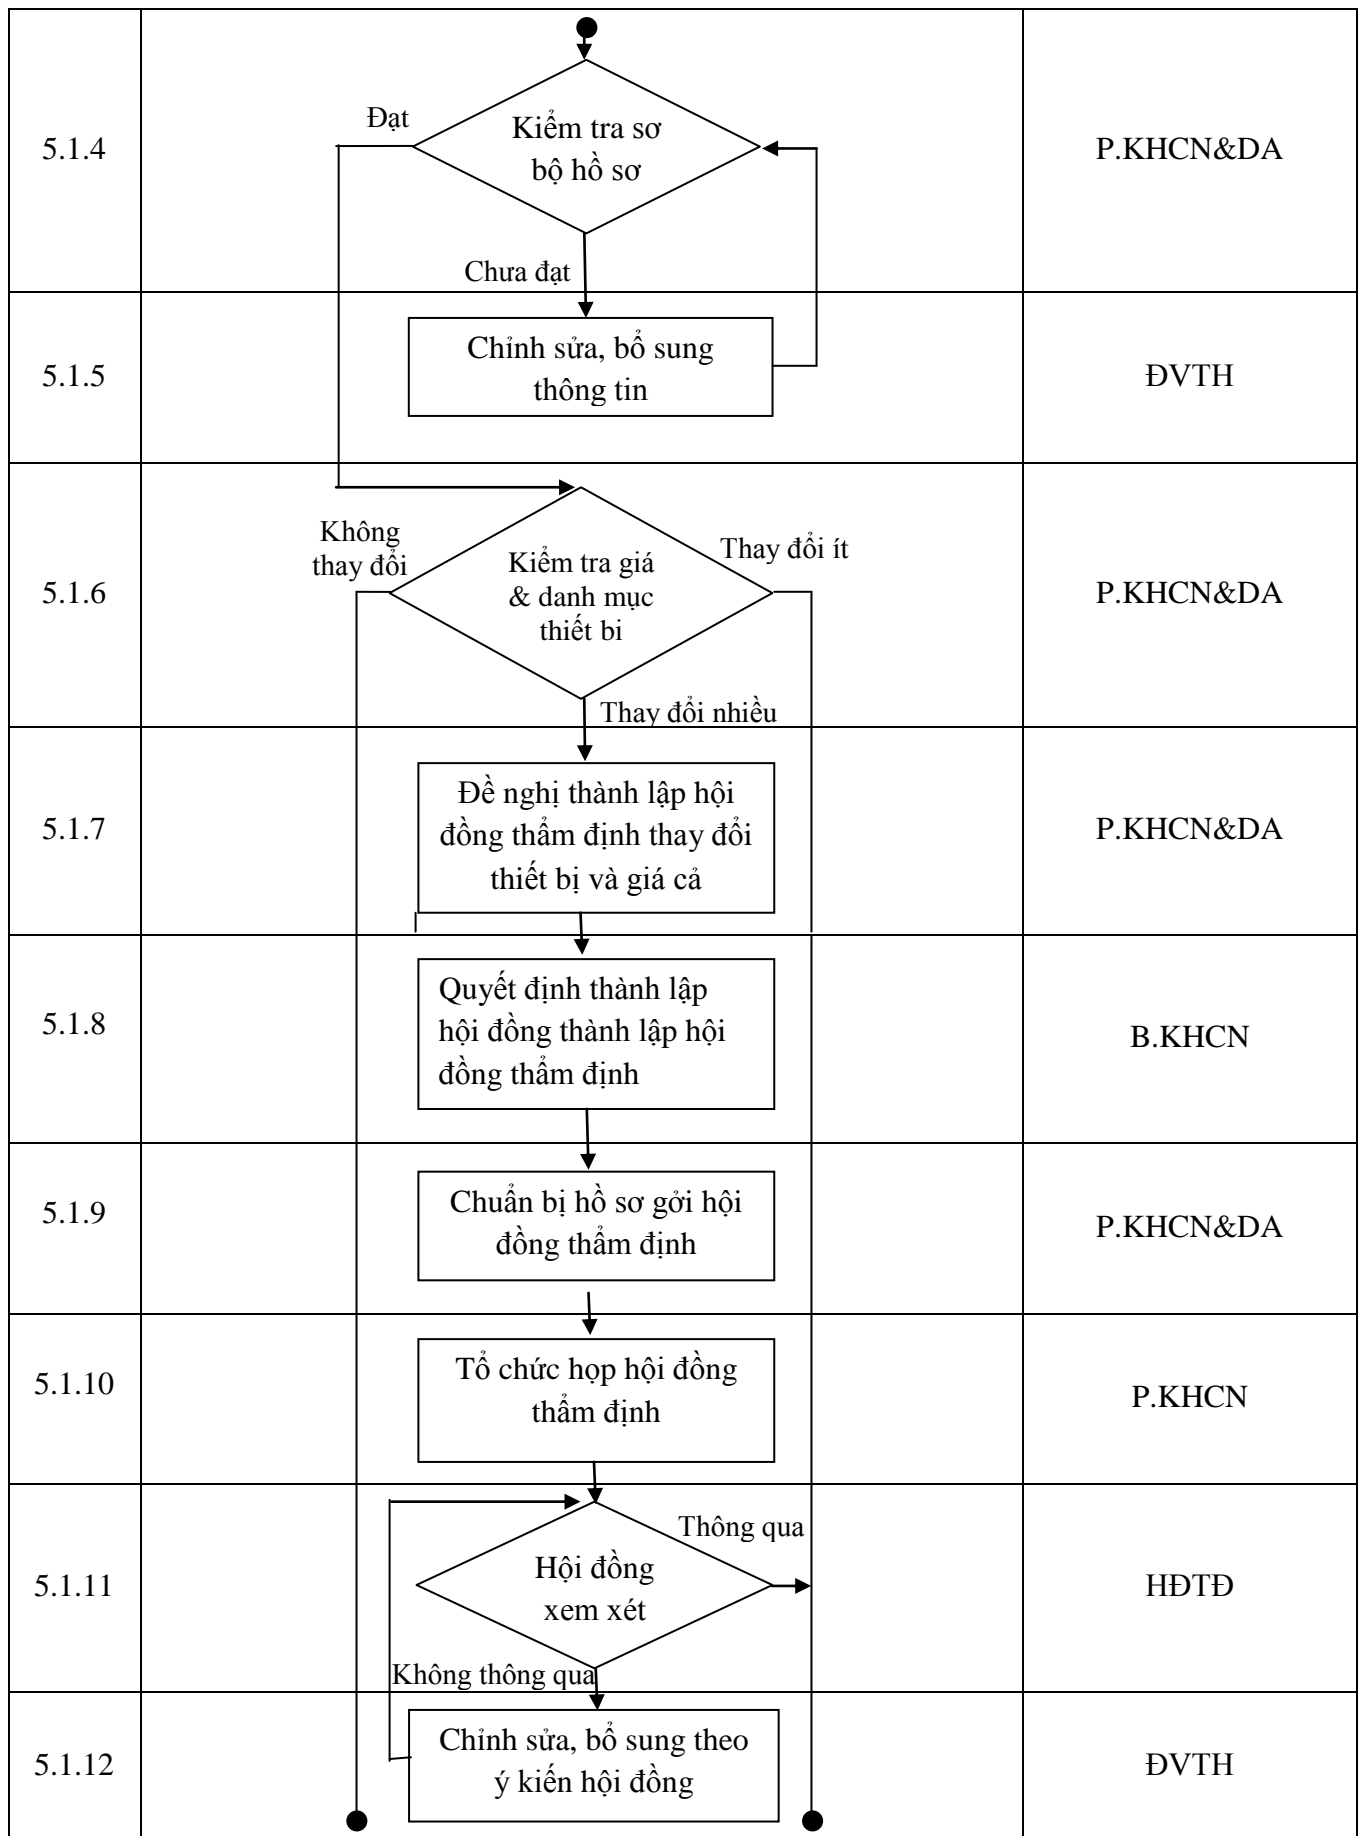 Đạt
Kiểm tra sơ
bộ hồ sơ
5.1.4
P.KHCN&DA
Chưa đạt
Chỉnh sửa, bổ sung
thông tin
5.1.5
ĐVTH
Không
thay đổi
Thay đổi ít
Kiểm tra giá
& danh mục
thiết bi
5.1.6
P.KHCN&DA
Thay đổi nhiều
Đề nghị thành lập hội
đồng thẩm định thay đổi
thiết bị và giá cả
5.1.7
P.KHCN&DA
Quyết định thành lập
hội đồng thành lập hội
đồng thẩm định
5.1.8
B.KHCN
Chuẩn bị hồ sơ gởi hội
đồng thẩm định
5.1.9
P.KHCN&DA
Tổ chức họp hội đồng
thẩm định
5.1.10
P.KHCN
Thông qua
Hội đồng
xem xét
5.1.11
HĐTĐ
Không thông qua
Chỉnh sửa, bổ sung theo
ý kiến hội đồng
5.1.12
ĐVTH